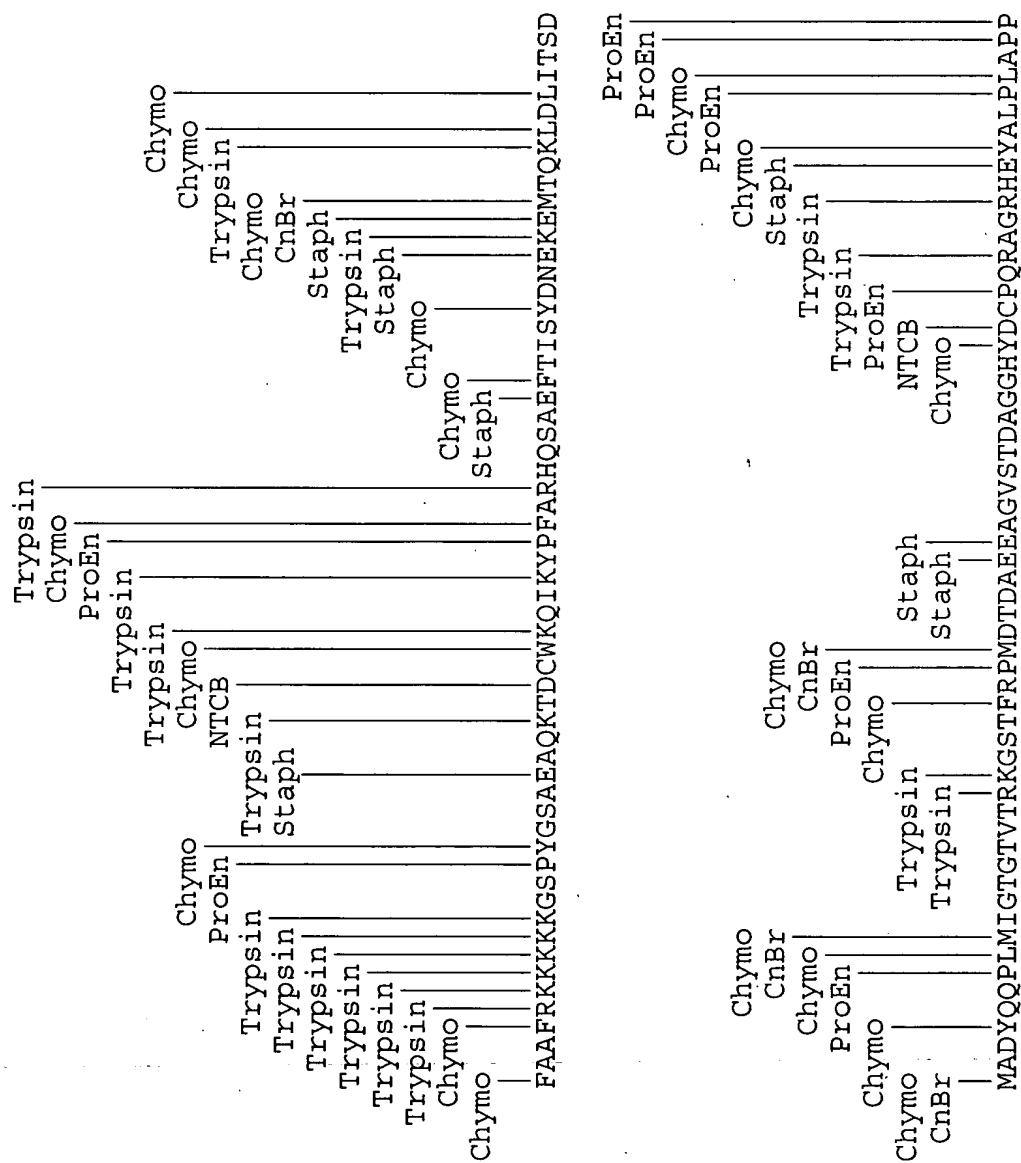 Trypsin
Chymo
ProEn
Trypsin
Trypsin Chymo
Chymo Chymo Chymo
ProEn NTCB Trypsin
Trypsin Trypsin Chymo
Trypsin Staph CnBr
Trypsin Staph
Trypsin Trypsin
Trypsin Staph
Trypsin Chymo
Chymo Chymo
Chymo Staph
FAAFRKKKKKGSPYGSAEAQKTDCWKQIKYPFARHQSAEFTISYDNEKEMTQKLDLITSD
ProEn
ProEn
Chymo
ProEn
Chymo Chymo
CnBr Chymo Staph
Chymo CnBr Trypsin
ProEn ProEn Trypsin
Chymo Chymo ProEn
Chymo Trypsin Staph NTCB
CnBr Trypsin Staph Chymo
MADYQQPLMIGTGTVTRKGSTFRPMDTDAEEAGVSTDAGGHYDCPQRAGRHEYALPLAPP